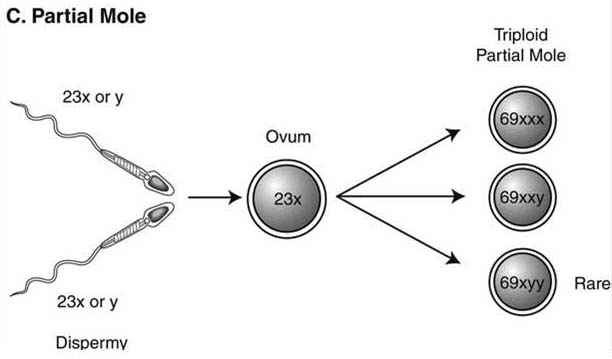 C. Partial Mole
Triploid
Partial Mole
23x or y
69xxx
Ovum
23x
69xxy
69xyy
Rare
23x or y
Dispermy